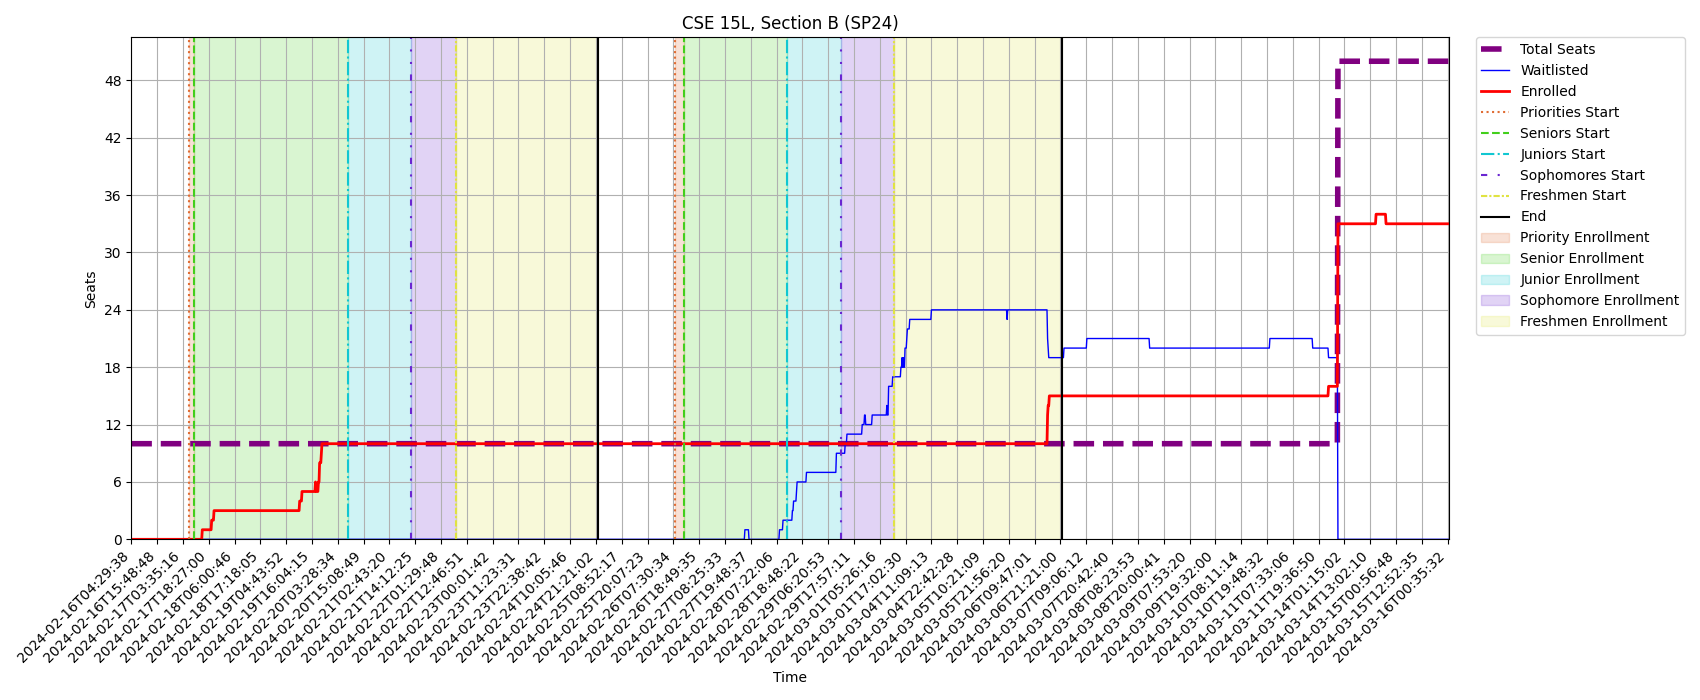 CSE 15L, Section B (SP24)
Seats
48
42
36
30
24
18
12
6
0
2024-02-16T04:29:38
2024-02-16T15:48:48
2024-02-17T03:35:16
2024-02-17T18:27:00
2024-02-18T06:00:46
2024-02-18T17:18:05
2024-02-19T04:43:52
2024-02-19T16:04:15
2024-02-20T03:28:34
2024-02-20T15:08:49
2024-02-21T02:43:20
2024-02-21T14:12:25
2024-02-22T01:29:48
2024-02-22T12:46:51
2024-02-23T00:01:42
2024-02-23T11:23:31
2024-02-23T22:38:42
2024-02-24T10:05:46
2024-02-24T21:21:02
2024-02-25T08:52:17
2024-02-25T20:07:23
2024-02-26T07:30:34
2024-02-26T18:49:35
2024-02-27T08:25:33
2024-02-27T19:48:37
2024-02-28T07:22:06
2024-02-28T18:48:22
2024-02-29T06:20:53
2024-02-29T17:57:11
2024-03-01T05:26:16
2024-03-01T17:02:30
2024-03-04T11:09:13
2024-03-04T22:42:28
2024-03-05T10:21:09
2024-03-05T21:56:20
2024-03-06T09:47:01
2024-03-06T21:21:00
2024-03-07T09:06:12
2024-03-07T20:42:40
2024-03-08T08:23:53
2024-03-08T20:00:41
2024-03-09T07:53:20
2024-03-09T19:32:00
2024-03-10T08:11:14
2024-03-10T19:48:32
2024-03-11T07:33:06
2024-03-11T19:36:50
2024-03-14T01:15:02
2024-03-14T13:02:16
2024-03-15T00:56:48
2024-03-15T12:52:35
2024-03-16T00:35:32
Time
Total Seats
Waitlisted
Enrolled
Priorities Start
Seniors Start
Juniors Start
Sophomores Start
Freshmen Start
End
Priority Enrollment
Senior Enrollment
Junior Enrollment
Sophomore Enrollment
Freshmen Enrollment